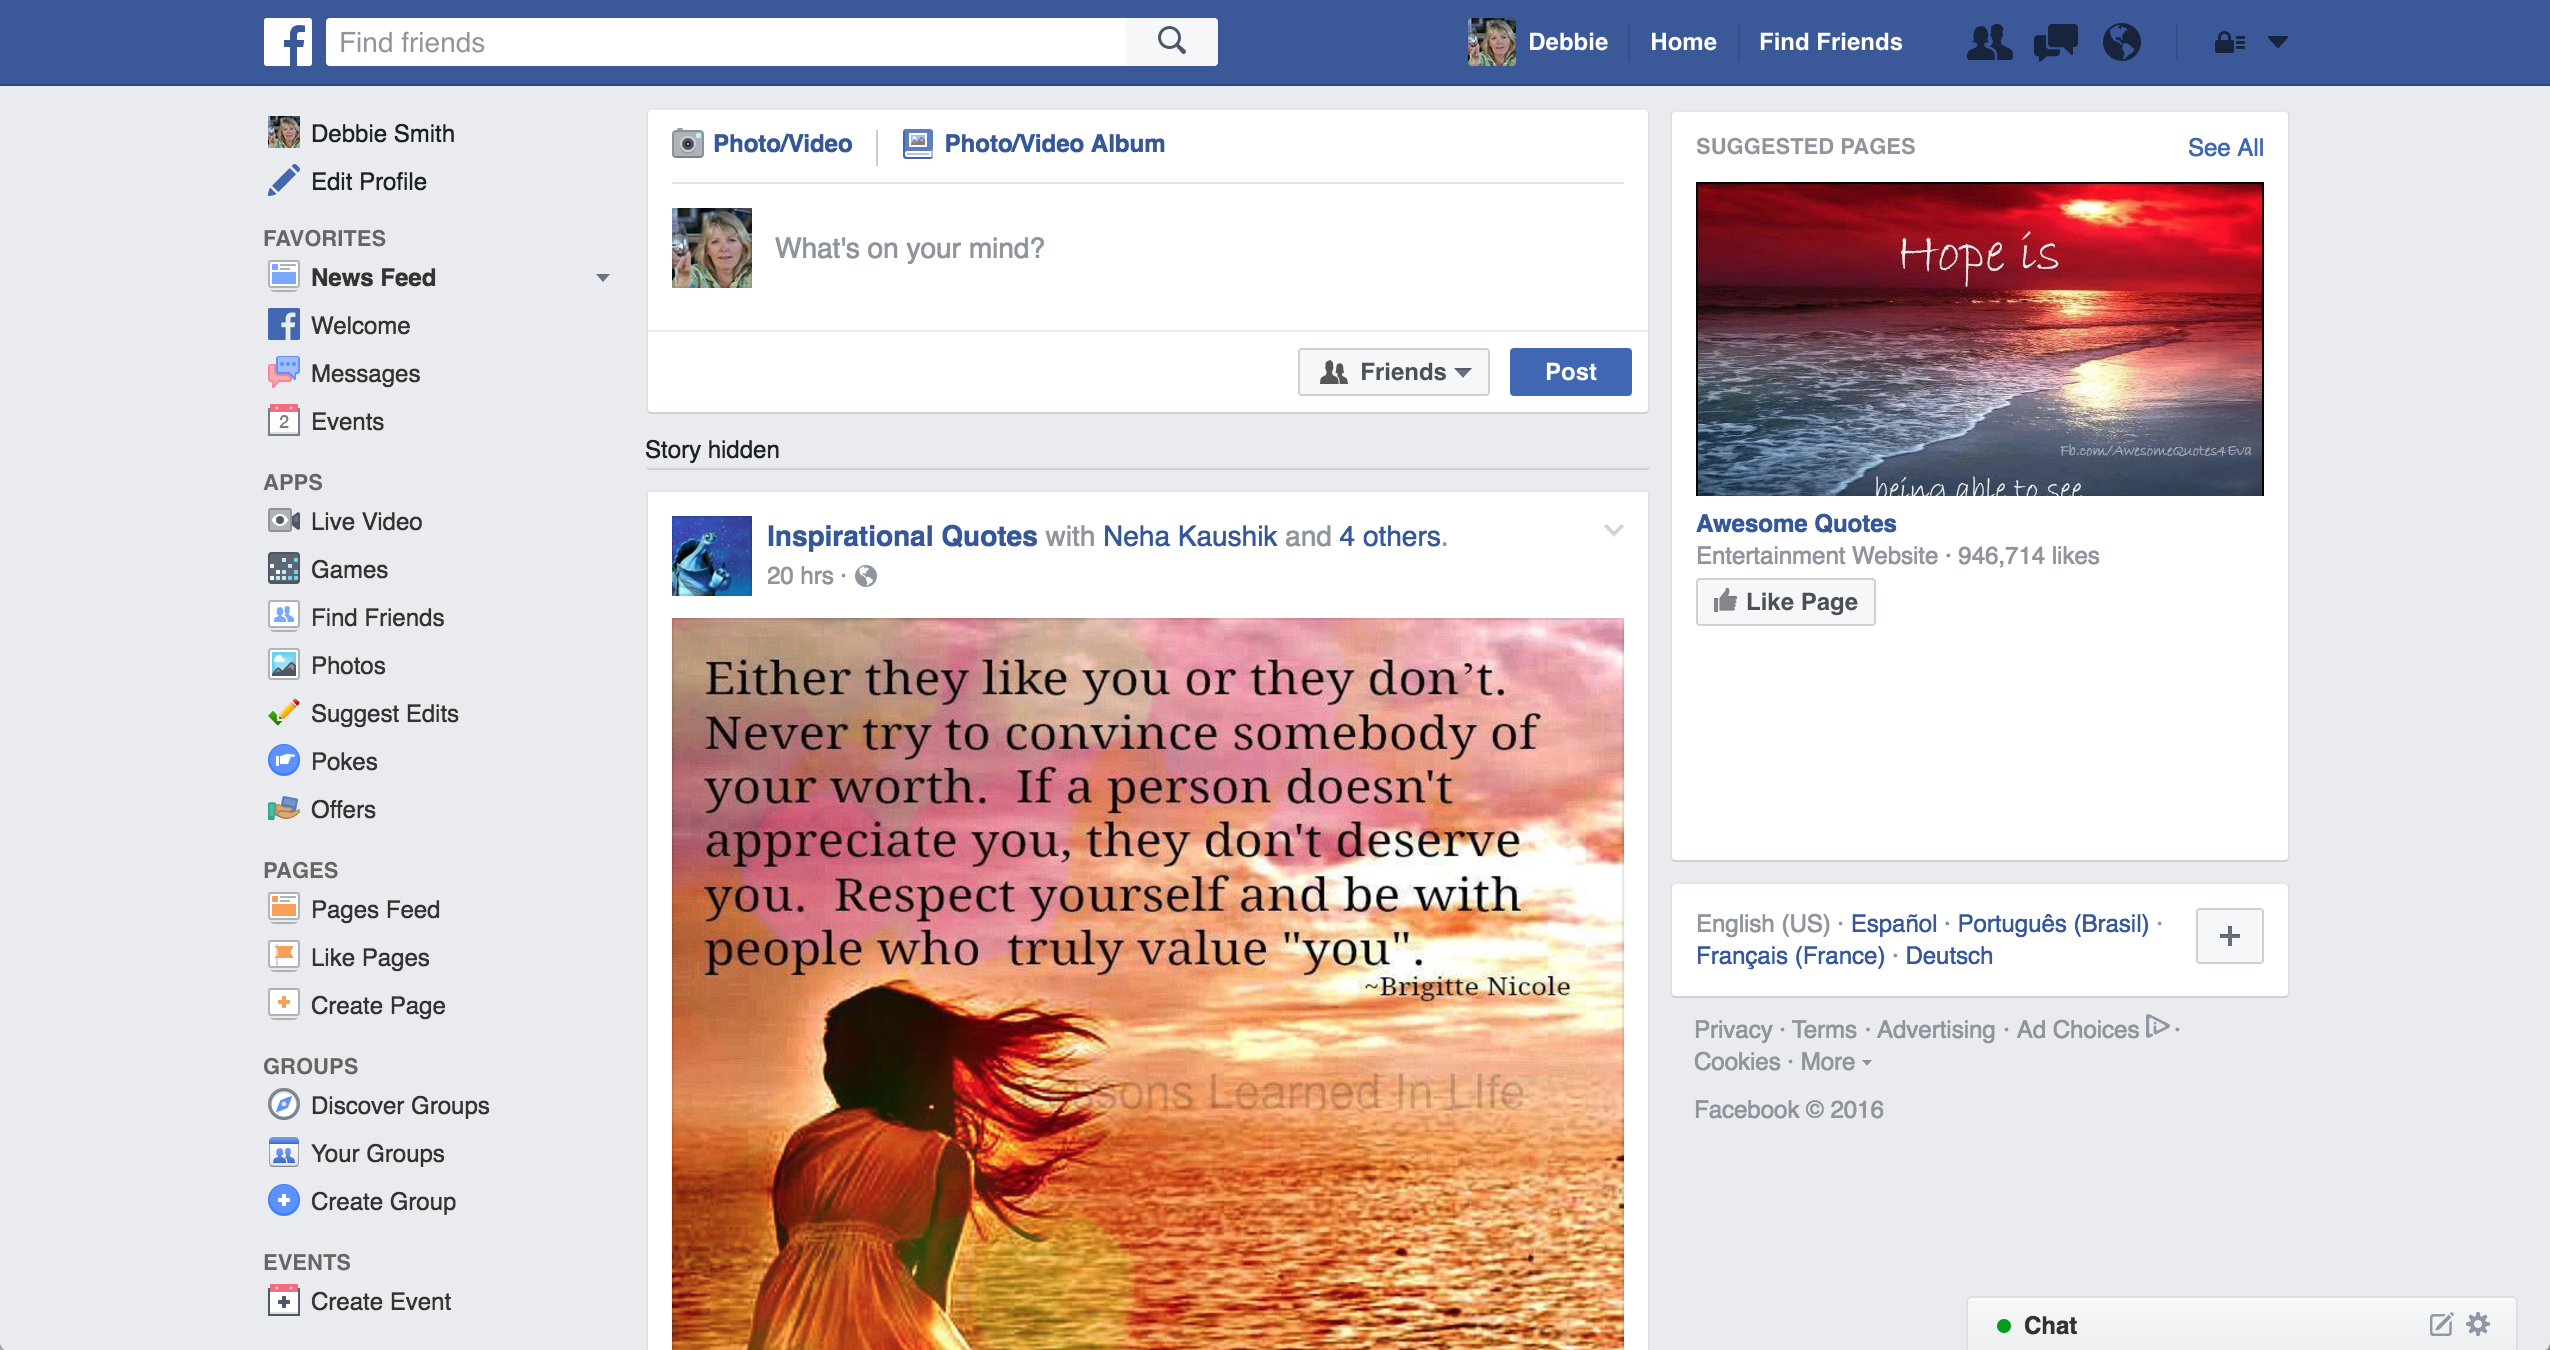 Find friends
Debbie
Home
Find Friends
Debbie Smith
Edit Profile
FAVORITES
News Feed
Welcome
Messages
2
Events
APPS
Live Video
Games
Find Friends
Photos
Suggest Edits
Pokes
Offers
PAGES
Pages Feed
Like Pages
Create Page
GROUPS
Discover Groups
Your Groups
Create Group
EVENTS
Create Event
Photo/Video
Photo/Video Album
What's on your mind?
Friends
Post
Story hidden
Inspirational Quotes with Neha Kaushik and 4 others.
20 hrs ·
Either they like you or they don’t.
Never try to convince somebody of
your worth. If a person doesn't
appreciate you, they don't deserve
you. Respect yourself and be with
people who truly value "you".
~Brigitte Nicole
Learned In LIfe
SUGGESTED PAGES
See All
Hope is
Fb.com/AwesomeQuotes4Eva
being able to see
Awesome Quotes
Entertainment Website · 946,714 likes
Like Page
English (US) · Español · Português (Brasil) ·
Français (France) · Deutsch
+
Privacy · Terms · Advertising · Ad Choices ·
Cookies · More
Facebook © 2016
Chat